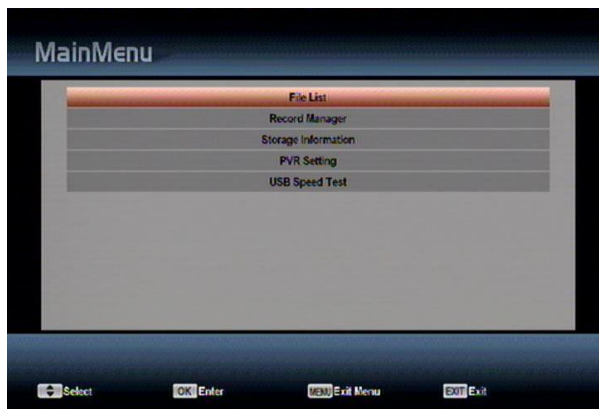 MainMenu
File List
Record Manager
Storage Information
PVR Setting
USB Speed Test
Select OK Enter MENU Exit Menu EXIT Exit